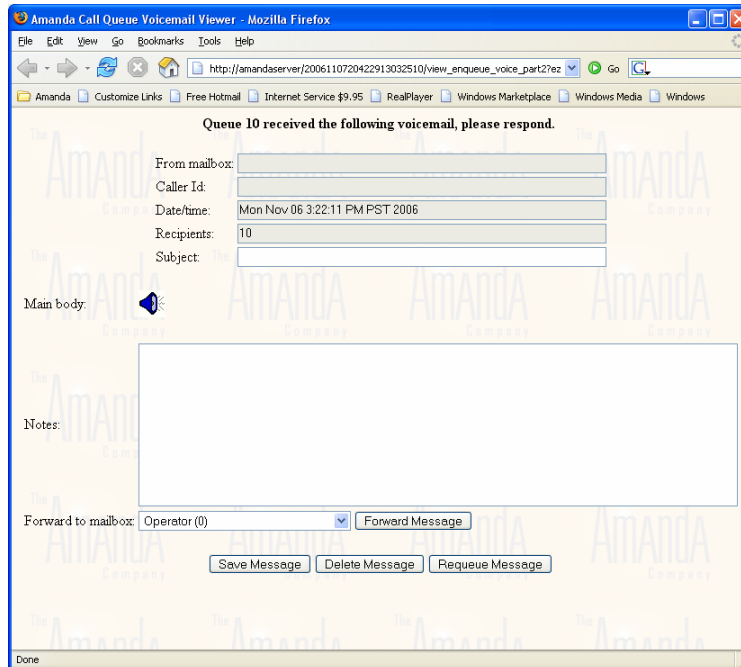 Amanda Call Queue Voicemail Viewer - Mozilla Firefox
File Edit View Go Bookmarks Tools Help
http://amandaserver/2006110720422913032510/view_enqueue_voice_part2?ez Go G
Amanda Customize Links Free Hotmail Internet Service $9.95 RealPlayer Windows Marketplace Windows Media Windows
Queue 10 received the following voicemail, please respond.
From mailbox:
Caller Id:
Date/time: Mon Nov 06 3:22:11 PM PST 2006
Recipients: 10
Subject:
Main body:
Notes:
Forward to mailbox: Operator (0) Forward Message
Save Message Delete Message Requeue Message
The Amanda Company
Done